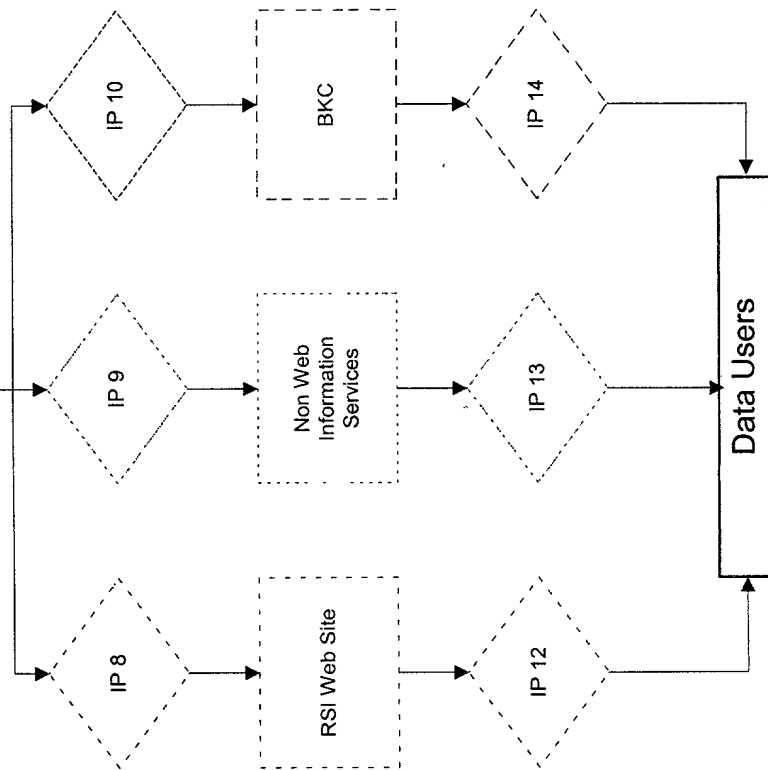 IP 8
IP 9
IP 10
RSI Web Site
Non Web
Information
Services
BKC
IP 12
IP 13
IP 14
Data Users